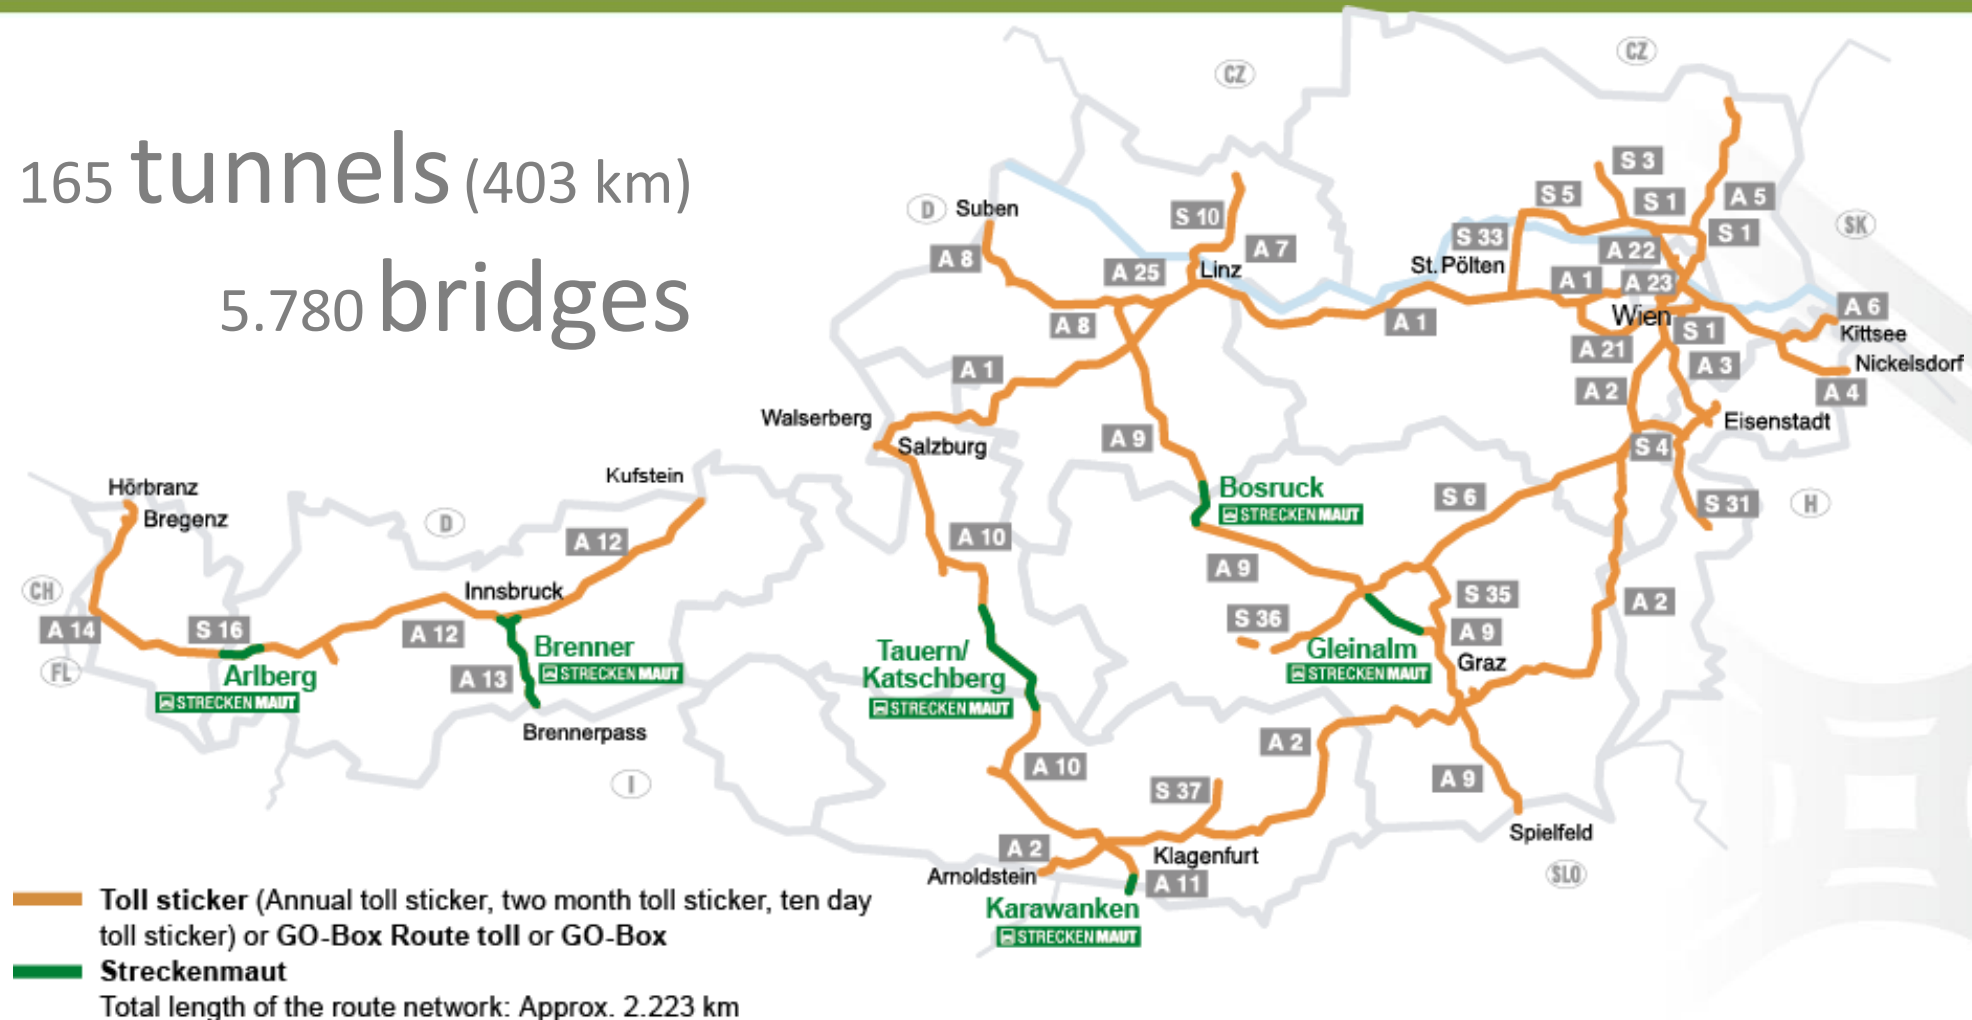 165 tunnels (403 km)
5.780 bridges
CZ
CZ
D
Suben
A 8
A 25
S 10
A 7
Linz
A 8
A 1
St. Pölten
S 33
S 5
S 3
S 1
A 5
S 1
SK
A 22
A 1
A 23
Wien
A 6
Kittsee
Nickelsdorf
A 4
S 1
A 21
A 3
A 2
Eisenstadt
S 4
S 31
H
A 1
Walserberg
Salzburg
A 9
Bosruck
STRECKENMAUT
S 6
A 10
A 9
S 36
S 35
A 9
Gleinalm
STRECKENMAUT
Graz
A 2
Hörbranz
Bregenz
Kufstein
D
A 12
CH
Innsbruck
A 14
S 16
A 12
FL
Arlberg
STRECKENMAUT
A 13
Brenner
STRECKENMAUT
Brennerpass
I
Tauern/
Katschberg
STRECKENMAUT
A 10
A 2
A 9
S 37
Spielfeld
SLO
A 2
Klagenfurt
Arnoldstein
A 11
Karawanken
STRECKENMAUT
Toll sticker (Annual toll sticker, two month toll sticker, ten day
toll sticker) or GO-Box Route toll or GO-Box
Streckenmaut
Total length of the route network: Approx. 2.223 km